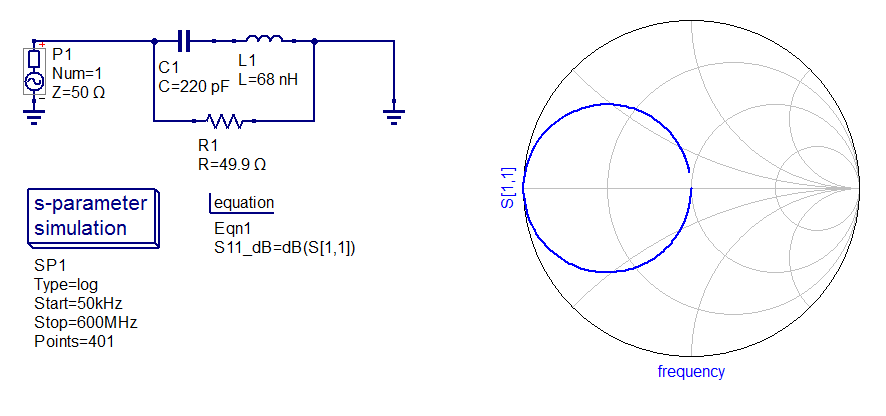 P1
Num=1
Z=50 Ω
C1
C=220 pF
L1
L=68 nH
R1
R=49.9 Ω
s-parameter
simulation
SP1
Type=log
Start=50kHz
Stop=600MHz
Points=401
equation
Eqn1
S11_dB=dB(S[1,1])
S[1,1]
frequency